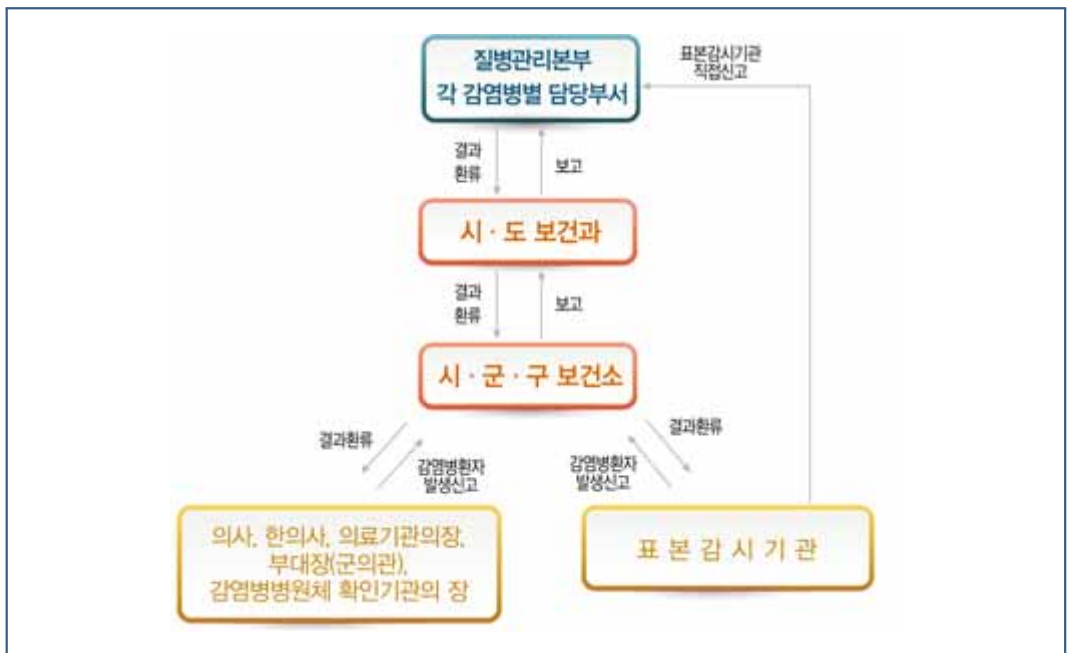 질병관리본부
각 감염병별 담당부서
표본감시기관
직접신고
결과
환류
보고
시·도 보건과
결과
환류
보고
시·군·구 보건소
결과환류
감염병환자
발생신고
감염병환자
발생신고
결과환류
의사, 한의사, 의료기관의장,
부대장(군의관),
감염병병원체 확인기관의 장
표본감시기관